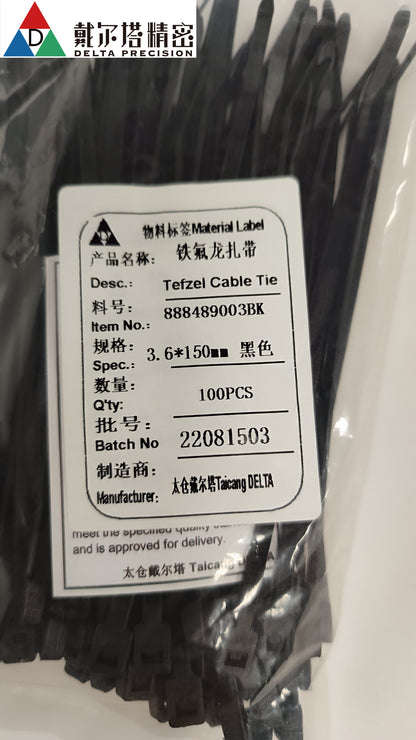 D
戴尔塔精密
DELTA PRECISION
物料标签Material Label
产品名称: 铁氟龙扎带
Desc.: Tefzel Cable Tie
料号:
Item No.: 888489003BK
规格:
Spec.: 3.6*150mm 黑色
数量:
Q'ty: 100PCS
批号:
Batch No 22081503
制造商:
Manufacturer: 太仓戴尔塔Taicang DELTA
meet the specified quality
and is approved for delivery.
太仓戴尔塔 Taicang DELTA